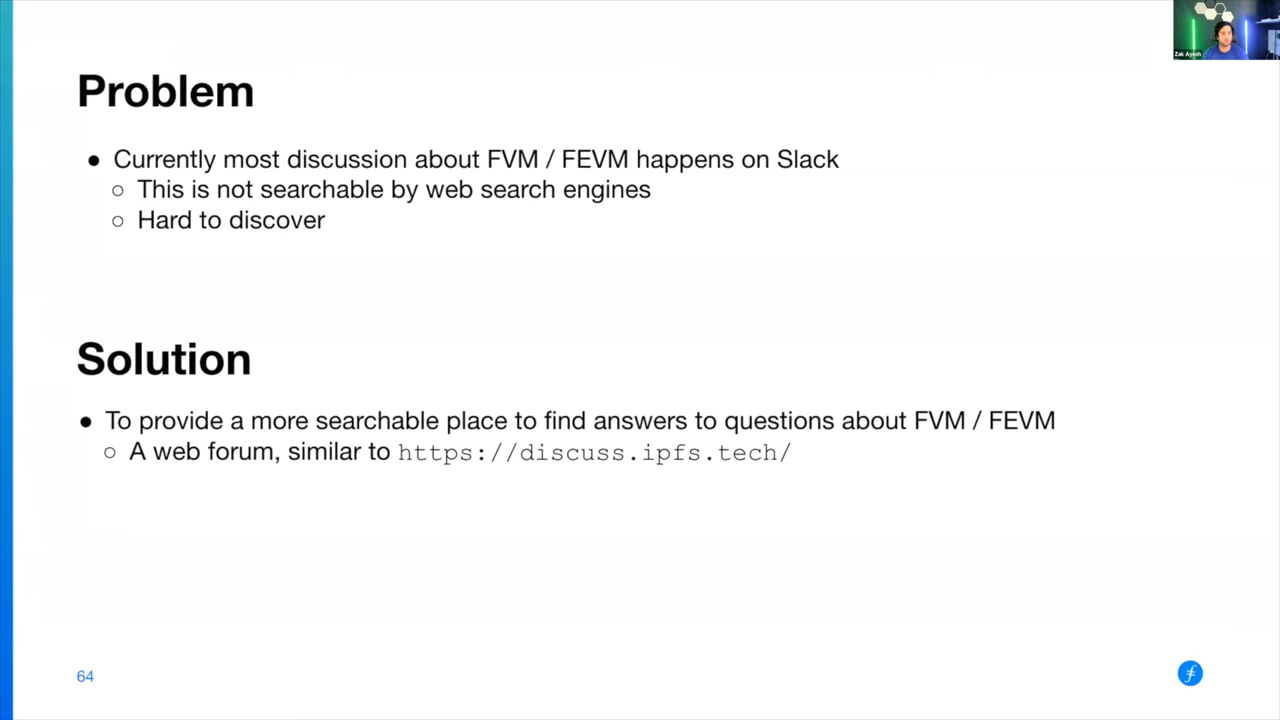 Zak Ayesh
Problem
● Currently most discussion about FVM / FEVM happens on Slack
○ This is not searchable by web search engines
○ Hard to discover
Solution
● To provide a more searchable place to find answers to questions about FVM / FEVM
○ A web forum, similar to https://discuss.ipfs.tech/
64